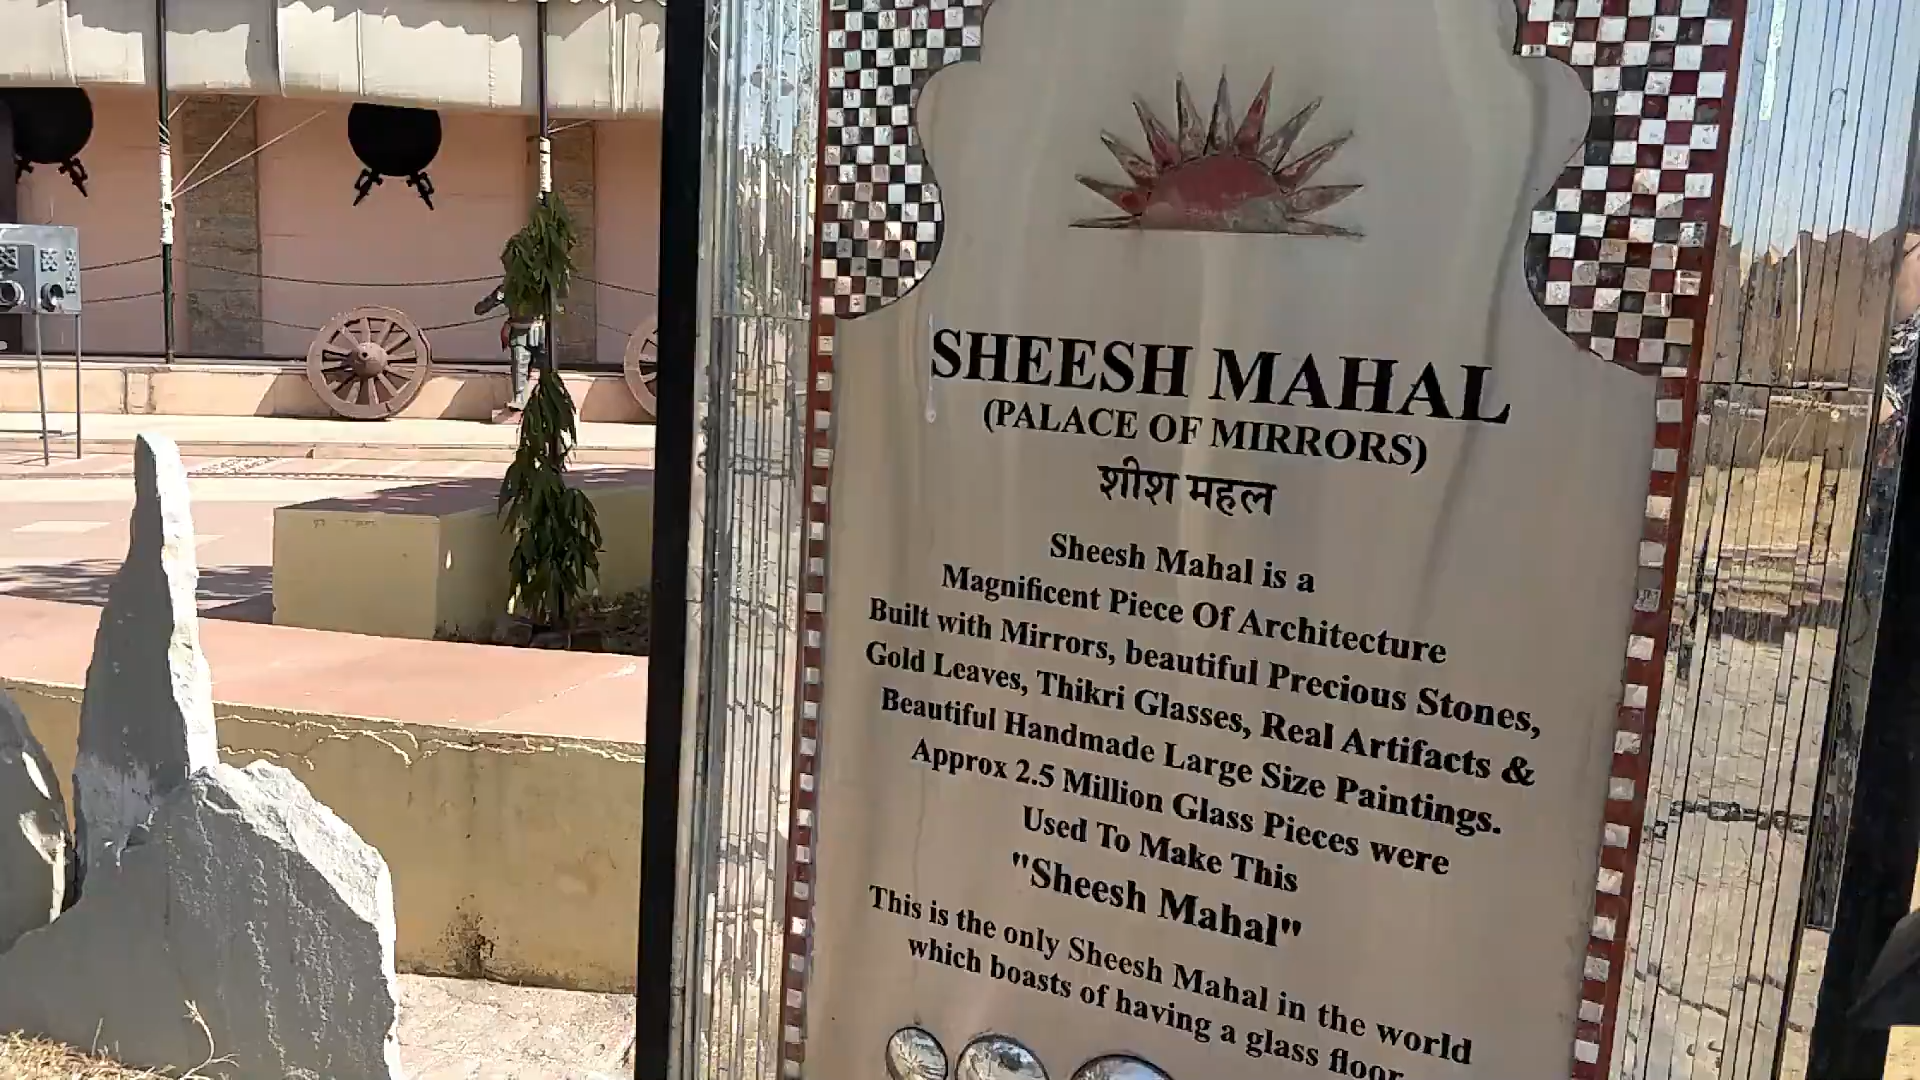 SHEESH MAHAL
(PALACE OF MIRRORS)
शीश महल
Sheesh Mahal is a
Magnificent Piece Of Architecture
Built with Mirrors, beautiful Precious Stones,
Gold Leaves, Thikri Glasses, Real Artifacts &
Beautiful Handmade Large Size Paintings.
Approx 2.5 Million Glass Pieces were
Used To Make This
"Sheesh Mahal"
This is the only Sheesh Mahal in the world
which boasts of having a glass floor